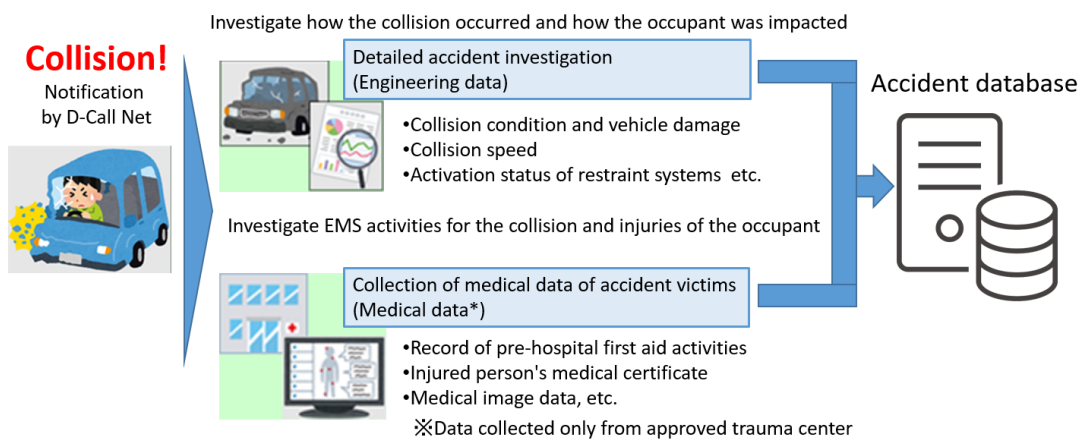 Investigate how the collision occurred and how the occupant was impacted
Collision!
Notification
by D-Call Net
Detailed accident investigation
(Engineering data)
•Collision condition and vehicle damage
•Collision speed
•Activation status of restraint systems etc.
Investigate EMS activities for the collision and injuries of the occupant
Collection of medical data of accident victims
(Medical data*)
•Record of pre-hospital first aid activities
•Injured person's medical certificate
•Medical image data, etc.
※Data collected only from approved trauma center
Accident database